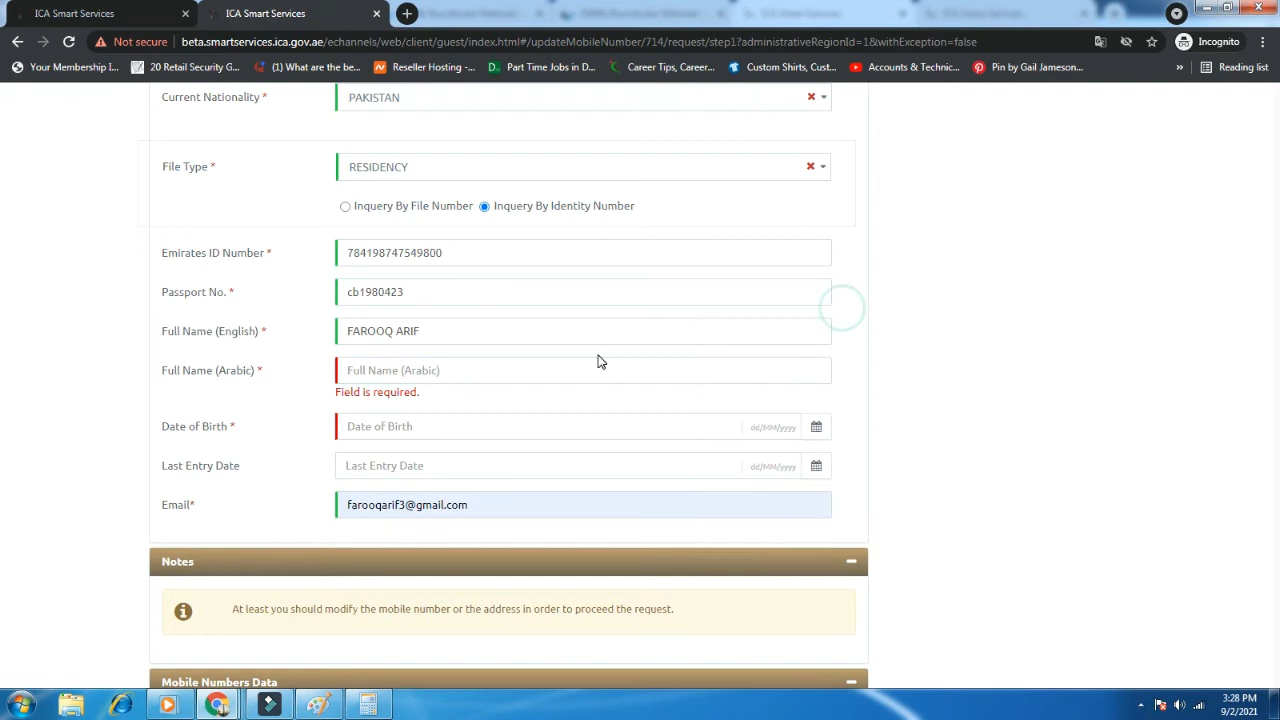 ICA Smart Services
ICA Smart Services
Not secure
beta.smartservices.ica.gov.ae/echannels/web/client/guest/index.html#/updateMobileNumber/714/request/step1?administrativeRegionId=1&withException=false
Incognito
Your Membership I...
20 Retail Security G...
(1) What are the be...
Reseller Hosting -...
Part Time Jobs in D...
Career Tips, Career...
Custom Shirts, Cust...
Accounts & Technic...
Pin by Gail Jameson...
»
Reading list
Current Nationality *
PAKISTAN
File Type *
RESIDENCY
Inquery By File Number
Inquery By Identity Number
Emirates ID Number *
784198747549800
Passport No. *
cb1980423
Full Name (English) *
FAROOQ ARIF
Full Name (Arabic) *
Full Name (Arabic)
Field is required.
Date of Birth *
Date of Birth
dd/MM/yyyy
Last Entry Date
Last Entry Date
dd/MM/yyyy
Email*
farooqarif3@gmail.com
Notes
At least you should modify the mobile number or the address in order to proceed the request.
Mobile Numbers Data
3:28 PM
9/2/2021